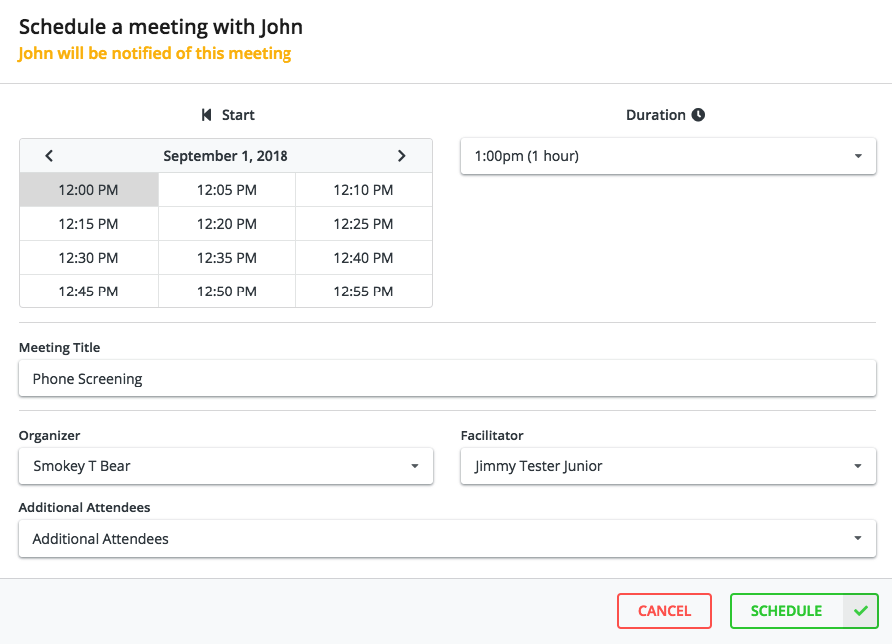 Schedule a meeting with John
John will be notified of this meeting
Start
Duration
September 1, 2018
1:00pm (1 hour)
12:00 PM 12:05 PM 12:10 PM
12:15 PM 12:20 PM 12:25 PM
12:30 PM 12:35 PM 12:40 PM
12:45 PM 12:50 PM 12:55 PM
Meeting Title
Phone Screening
Organizer
Facilitator
Smokey T Bear
Jimmy Tester Junior
Additional Attendees
Additional Attendees
CANCEL
SCHEDULE